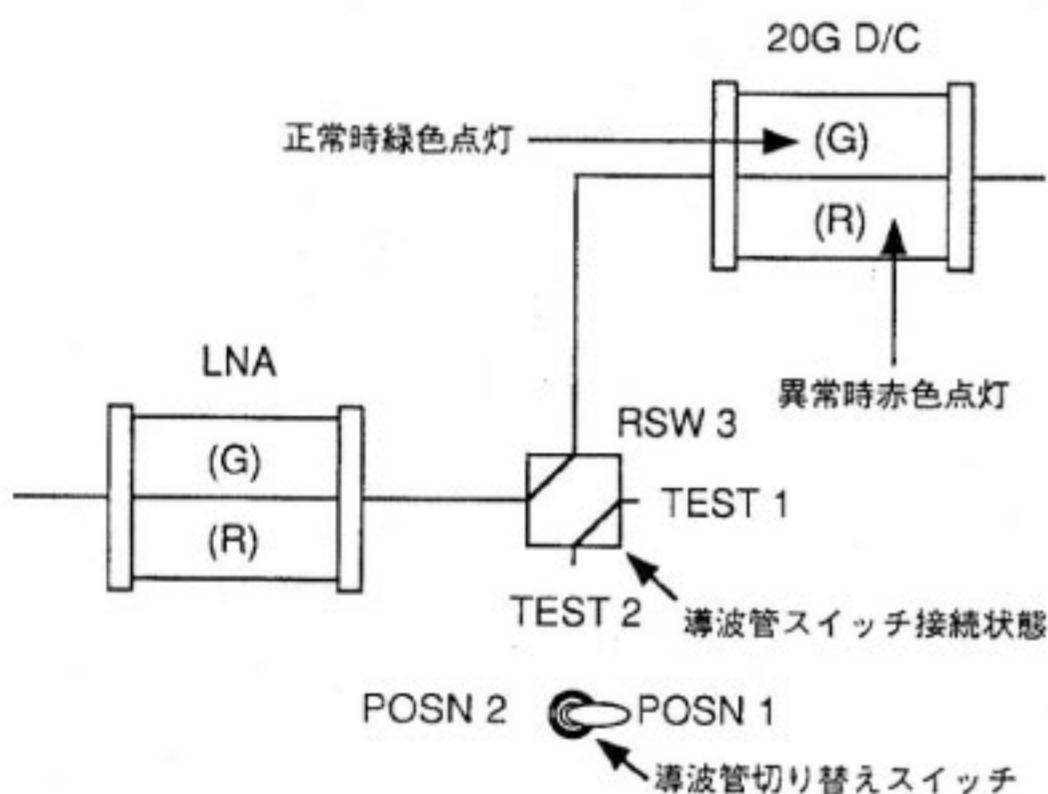 20G D/C
正常時緑色点灯
(G)
(R)
異常時赤色点灯
LNA
(G)
(R)
RSW 3
TEST 1
TEST 2
導波管スイッチ接続状態
POSN 2
POSN 1
導波管切り替えスイッチ